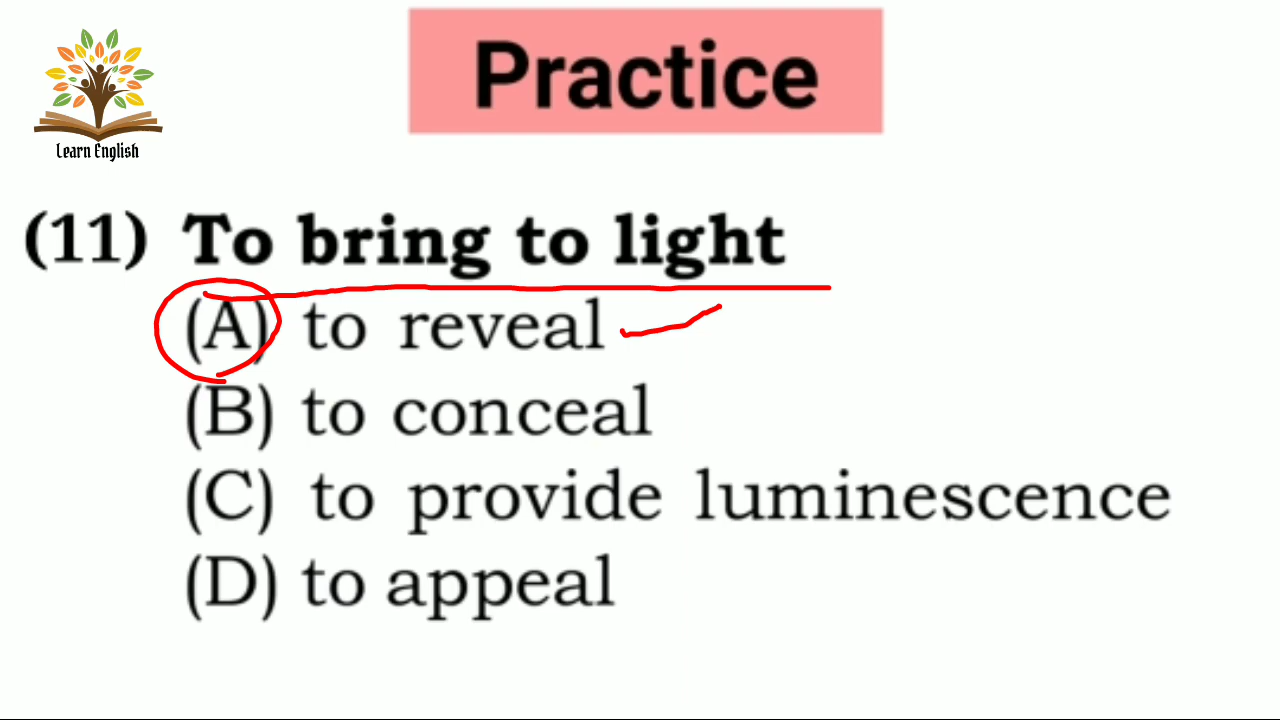 Practice
Learn English
(11) To bring to light
(A) to reveal
(B) to conceal
(C) to provide luminescence
(D) to appeal